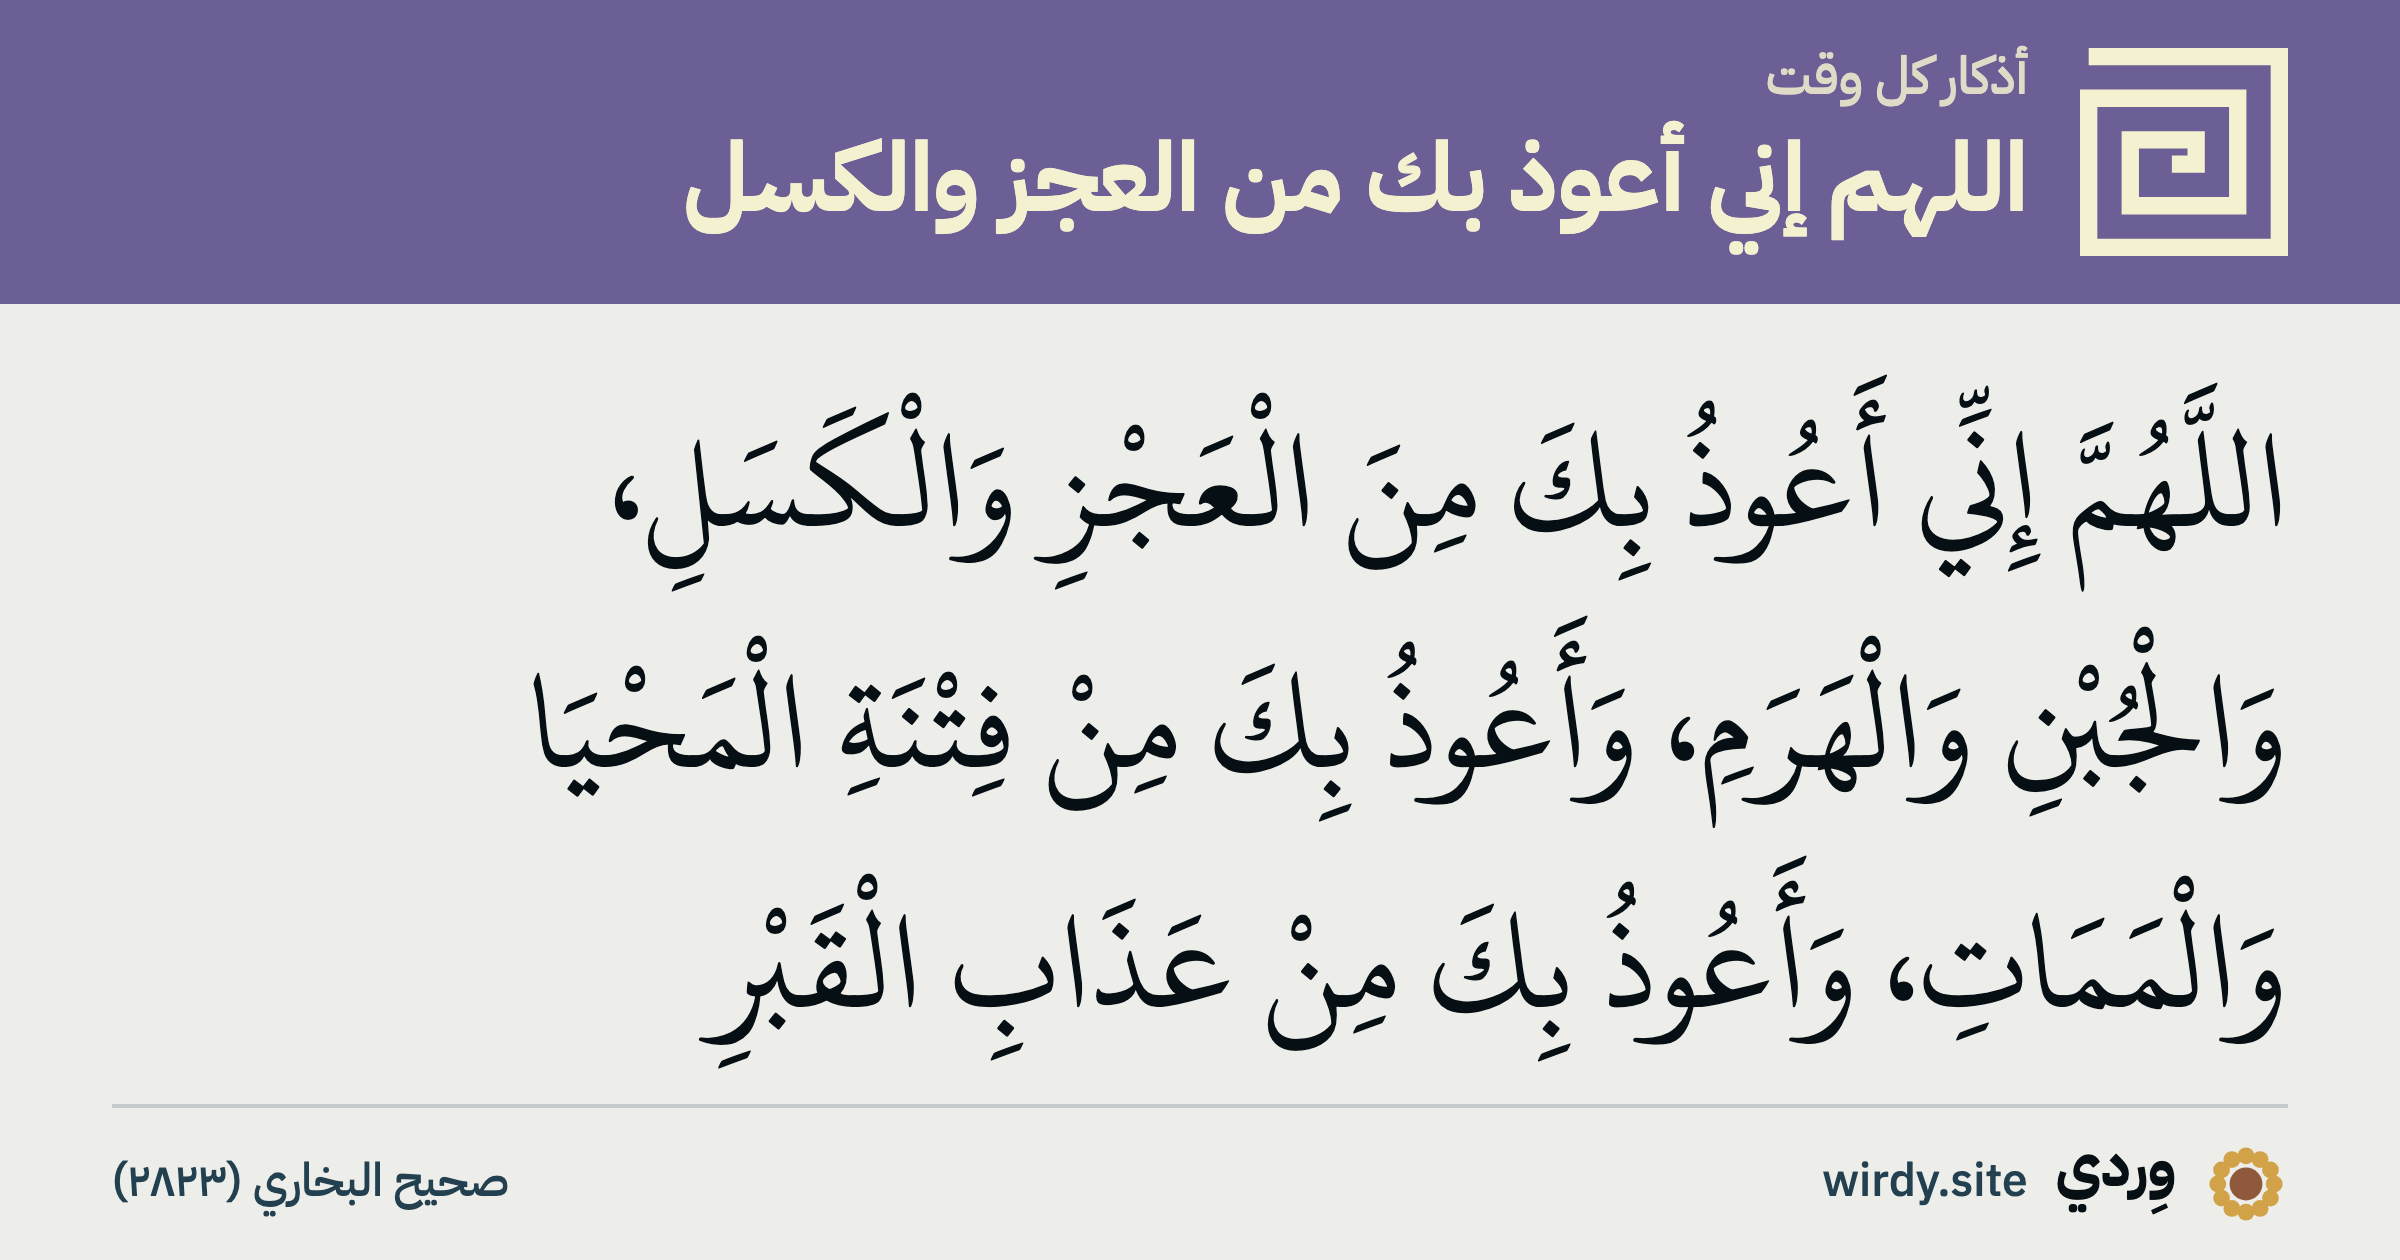 أذكار كل وقت
اللهم إني أعوذ بك من العجز والكسل
اللَّهُمَّ إِنِّي أَعُوذُ بِكَ مِنَ الْعَجْزِ وَالْكَسَلِ،
وَالْجُبْنِ وَالْهَرَمِ، وَأَعُوذُ بِكَ مِنْ فِتْنَةِ الْمَحْيَا
وَالْمَمَاتِ، وَأَعُوذُ بِكَ مِنْ عَذَابِ الْقَبْرِ
وِردي wirdy.site
صحيح البخاري (٢٨٢٣)